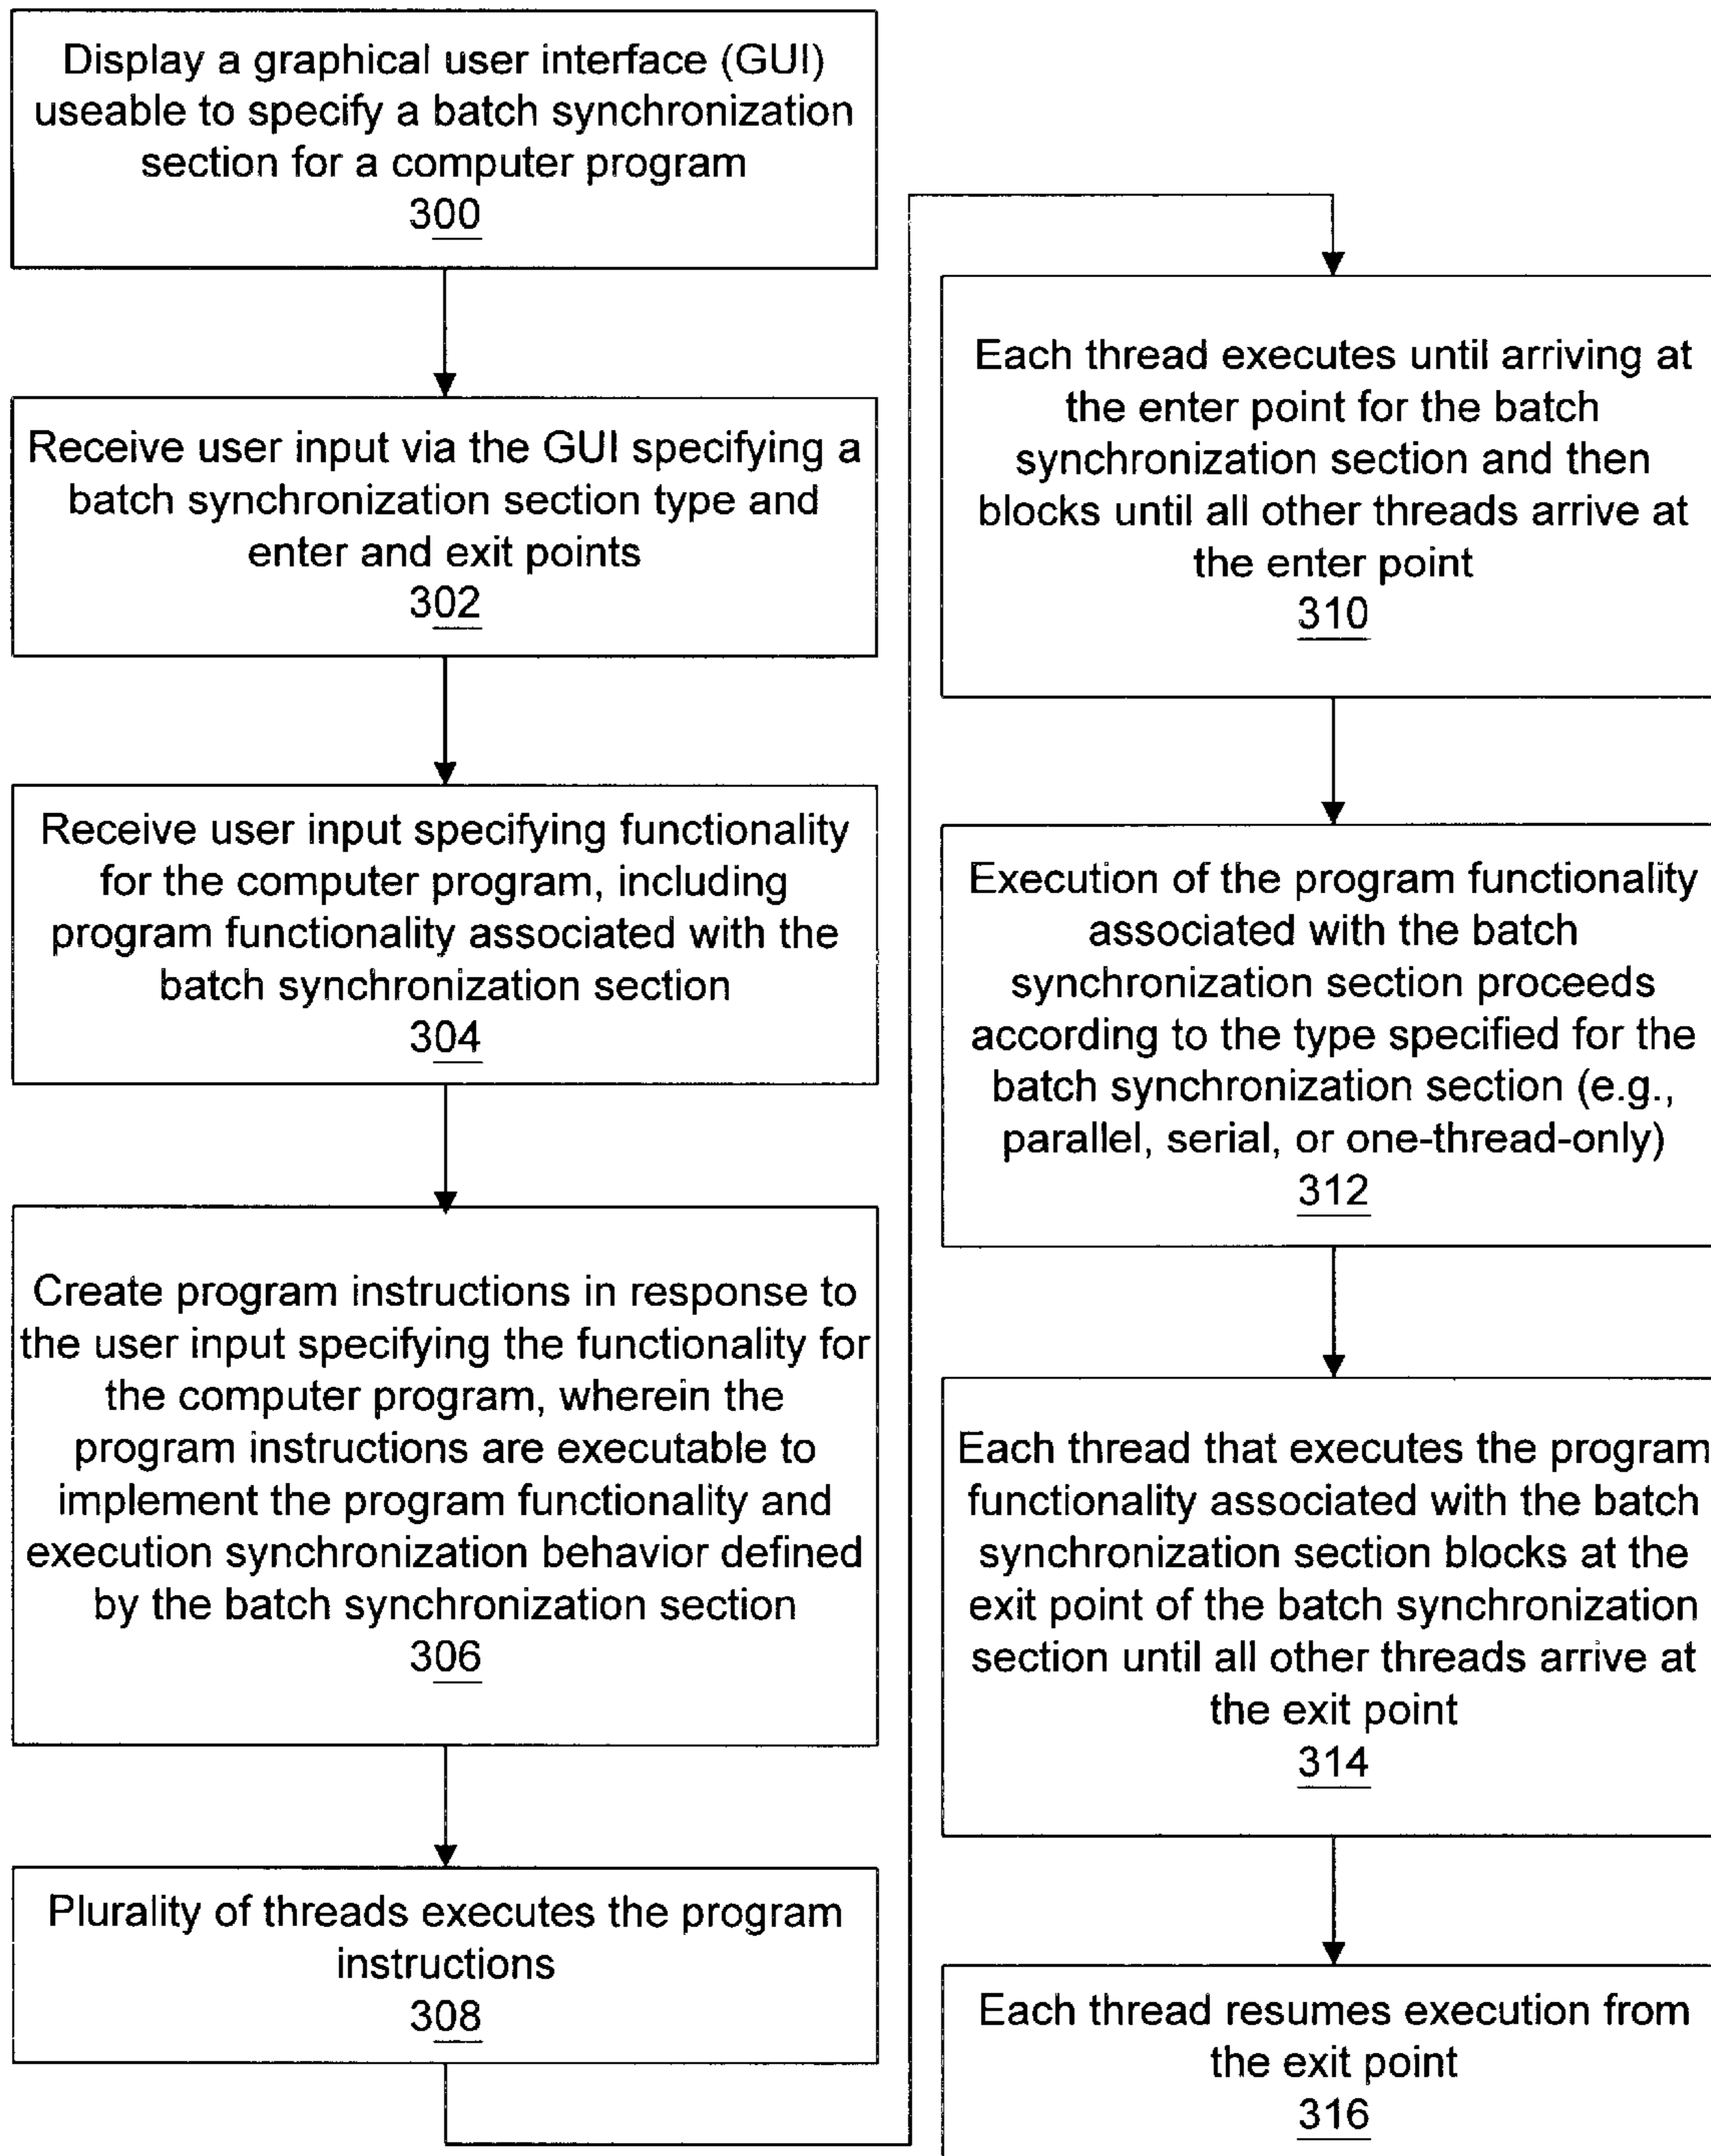 Display a graphical user interface (GUI)
useable to specify a batch synchronization
section for a computer program
300
Receive user input via the GUI specifying a
batch synchronization section type and
enter and exit points
302
Receive user input specifying functionality
for the computer program, including
program functionality associated with the
batch synchronization section
304
Create program instructions in response to
the user input specifying the functionality for
the computer program, wherein the
program instructions are executable to
implement the program functionality and
execution synchronization behavior defined
by the batch synchronization section
306
Plurality of threads executes the program
instructions
308
Each thread executes until arriving at
the enter point for the batch
synchronization section and then
blocks until all other threads arrive at
the enter point
310
Execution of the program functionality
associated with the batch
synchronization section proceeds
according to the type specified for the
batch synchronization section (e.g.,
parallel, serial, or one-thread-only)
312
Each thread that executes the program
functionality associated with the batch
synchronization section blocks at the
exit point of the batch synchronization
section until all other threads arrive at
the exit point
314
Each thread resumes execution from
the exit point
316